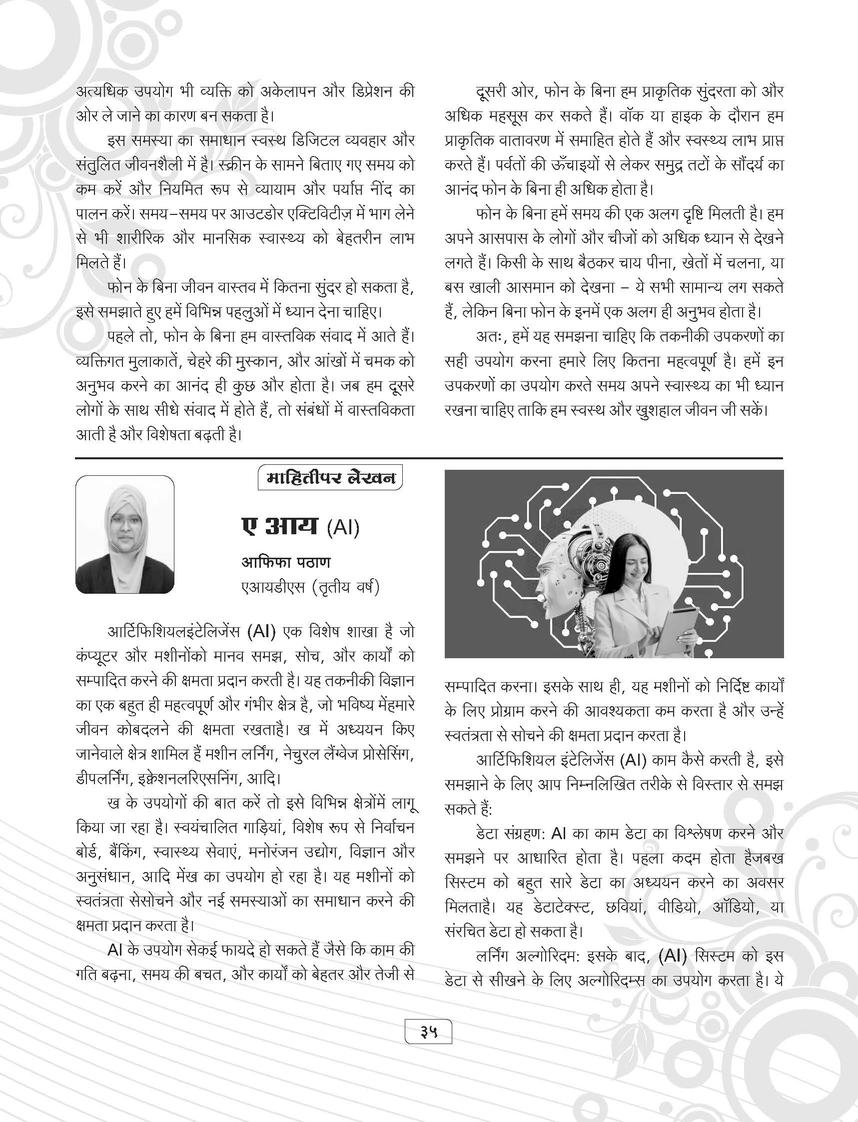 अत्यधिक उपयोग भी व्यक्ति को अकेलापन और डिप्रेशन की
ओर ले जाने का कारण बन सकता है।
इस समस्या का समाधान स्वस्थ डिजिटल व्यवहार और
संतुलित जीवनशैली में है। स्क्रीन के सामने बिताए गए समय को
कम करें और नियमित रूप से व्यायाम और पर्याप्त नींद का
पालन करें। समय-समय पर आउटडोर एक्टिविटीज़ में भाग लेने
से भी शारीरिक और मानसिक स्वास्थ्य को बेहतरीन लाभ
मिलते हैं।
फोन के बिना जीवन वास्तव में कितना सुंदर हो सकता है,
इसे समझाते हुए हमें विभिन्न पहलुओं में ध्यान देना चाहिए।
पहले तो, फोन के बिना हम वास्तविक संवाद में आते हैं।
व्यक्तिगत मुलाकातें, चेहरे की मुस्कान, और आंखों में चमक को
अनुभव करने का आनंद ही कुछ और होता है। जब हम दूसरे
लोगों के साथ सीधे संवाद में होते हैं, तो संबंधों में वास्तविकता
आती है और विशेषता बढ़ती है।
दूसरी ओर, फोन के बिना हम प्राकृतिक सुंदरता को और
अधिक महसूस कर सकते हैं। वॉक या हाइक के दौरान हम
प्राकृतिक वातावरण में समाहित होते हैं और स्वस्थ्य लाभ प्राप्त
करते हैं। पर्वतों की ऊँचाइयों से लेकर समुद्र तटों के सौंदर्य का
आनंद फोन के बिना ही अधिक होता है।
फोन के बिना हमें समय की एक अलग दृष्टि मिलती है। हम
अपने आसपास के लोगों और चीजों को अधिक ध्यान से देखने
लगते हैं। किसी के साथ बैठकर चाय पीना, खेतों में चलना, या
बस खाली आसमान को देखना – ये सभी सामान्य लग सकते
हैं, लेकिन बिना फोन के इनमें एक अलग ही अनुभव होता है।
अतः, हमें यह समझना चाहिए कि तकनीकी उपकरणों का
सही उपयोग करना हमारे लिए कितना महत्वपूर्ण है। हमें इन
उपकरणों का उपयोग करते समय अपने स्वास्थ्य का भी ध्यान
रखना चाहिए ताकि हम स्वस्थ और खुशहाल जीवन जी सकें।
माहितीपर लेखन
ए आय (AI)
आफिफा पठाण
एआयडीएस (तृतीय वर्ष)
आर्टिफिशियलइंटेलिजेंस (AI) एक विशेष शाखा है जो
कंप्यूटर और मशीनोंको मानव समझ, सोच, और कार्यों को
सम्पादित करने की क्षमता प्रदान करती है। यह तकनीकी विज्ञान
का एक बहुत ही महत्वपूर्ण और गंभीर क्षेत्र है, जो भविष्य मेंहमारे
जीवन कोबदलने की क्षमता रखताहै। ख में अध्ययन किए
जानेवाले क्षेत्र शामिल हैं मशीन लर्निंग, नेचुरल लैंग्वेज प्रोसेसिंग,
डीपलर्निंग, इक्रेशनलरिएसनिंग, आदि।
ख के उपयोगों की बात करें तो इसे विभिन्न क्षेत्रोंमें लागू
किया जा रहा है। स्वयंचालित गाड़ियां, विशेष रूप से निर्वाचन
बोर्ड, बैंकिंग, स्वास्थ्य सेवाएं, मनोरंजन उद्योग, विज्ञान और
अनुसंधान, आदि मेंख का उपयोग हो रहा है। यह मशीनों को
स्वतंत्रता सेसोचने और नई समस्याओं का समाधान करने की
क्षमता प्रदान करता है।
AI के उपयोग सेकई फायदे हो सकते हैं जैसे कि काम की
गति बढ़ना, समय की बचत, और कार्यों को बेहतर और तेजी से
सम्पादित करना। इसके साथ ही, यह मशीनों को निर्दिष्ट कार्यों
के लिए प्रोग्राम करने की आवश्यकता कम करता है और उन्हें
स्वतंत्रता से सोचने की क्षमता प्रदान करता है।
आर्टिफिशियल इंटेलिजेंस (AI) काम कैसे करती है, इसे
समझाने के लिए आप निम्नलिखित तरीके से विस्तार से समझ
सकते हैं:
डेटा संग्रहण: AI का काम डेटा का विश्लेषण करने और
समझने पर आधारित होता है। पहला कदम होता हैजबख
सिस्टम को बहुत सारे डेटा का अध्ययन करने का अवसर
मिलताहै। यह डेटाटेक्स्ट, छवियां, वीडियो, ऑडियो, या
संरचित डेटा हो सकता है।
लर्निंग अल्गोरिदम: इसके बाद, (AI) सिस्टम को इस
डेटा से सीखने के लिए अल्गोरिदम्स का उपयोग करता है। ये
३५